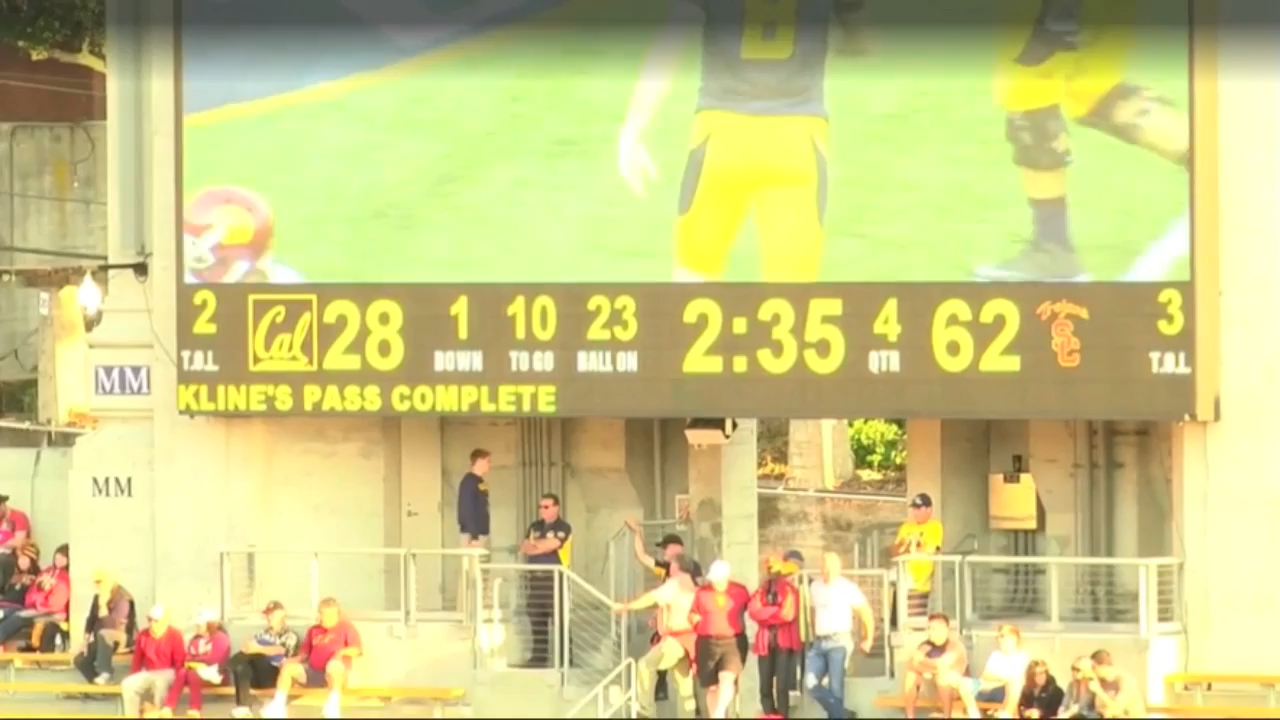 8
2 Cal 28 1 10 23 2:35 4 62 SC 3
T.O.L DOWN TO GO BALL ON QTR T.O.L
KLINE'S PASS COMPLETE
MM
MM